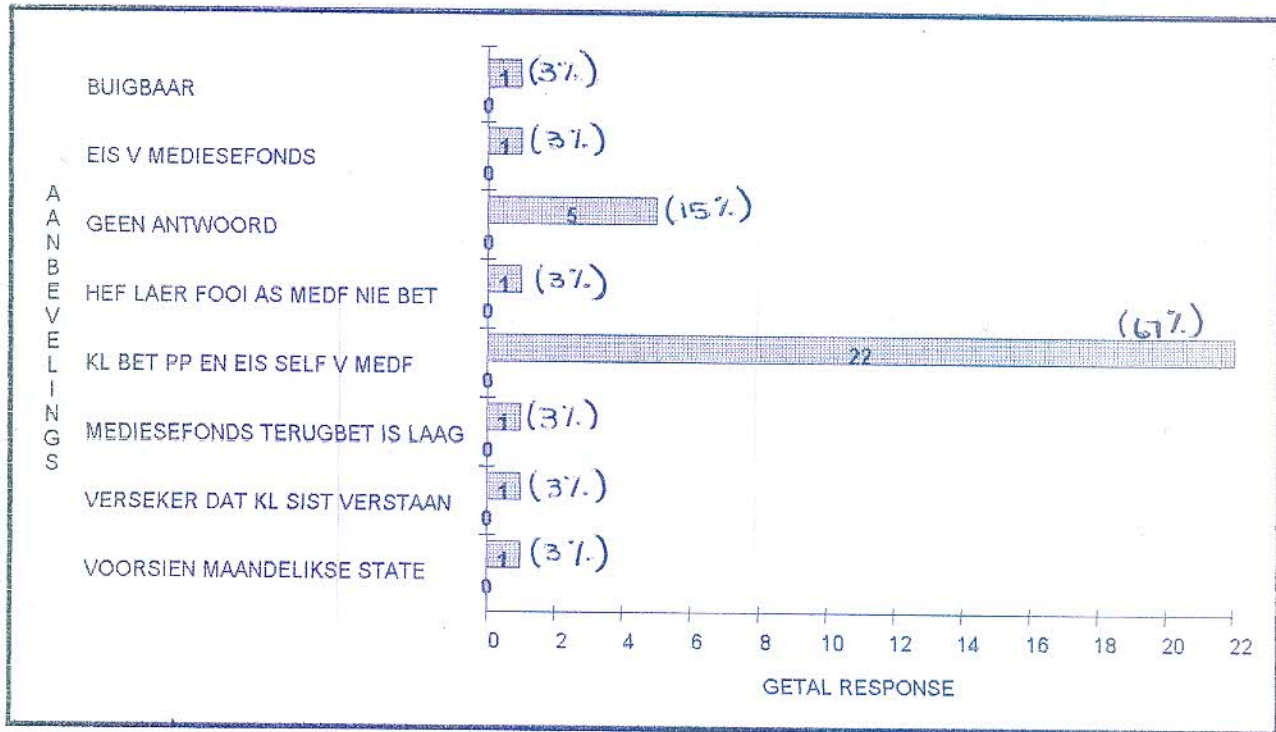 AANBEVELINGS
BUIGBAAR
1 (3%)
0
EIS V MEDIESEFONDS
1 (3%)
0
GEEN ANTWOORD
5 (15%)
0
HEF LAER FOOI AS MEDF NIE BET
1 (3%)
0
KL BET PP EN EIS SELF V MEDF
22 (67%)
0
MEDIESEFONDS TERUGBET IS LAAG
1 (3%)
0
VERSEKER DAT KL SIST VERSTAAN
1 (3%)
0
VOORSIEN MAANDELIKSE STATE
1 (3%)
0
0 2 4 6 8 10 12 14 16 18 20 22
GETAL RESPONSE